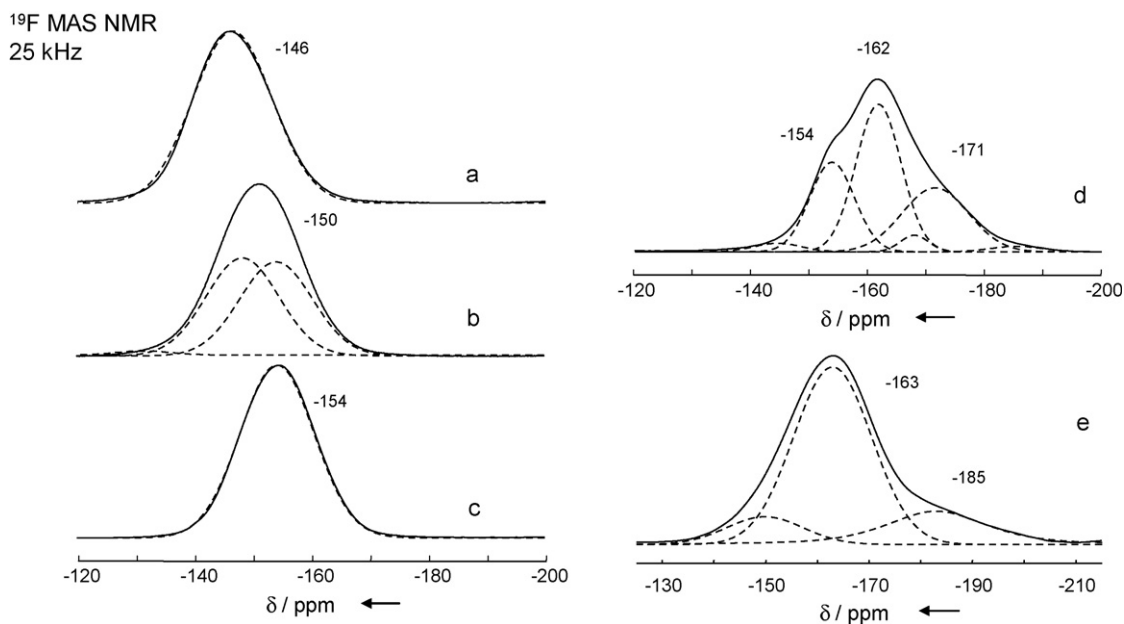 ¹⁹F MAS NMR
25 kHz
-146
a
-150
b
-154
c
-120 -140 -160 -180 -200
δ / ppm ←
-162
-154
-171
d
-120 -140 -160 -180 -200
δ / ppm ←
-163
-185
e
-130 -150 -170 -190 -210
δ / ppm ←